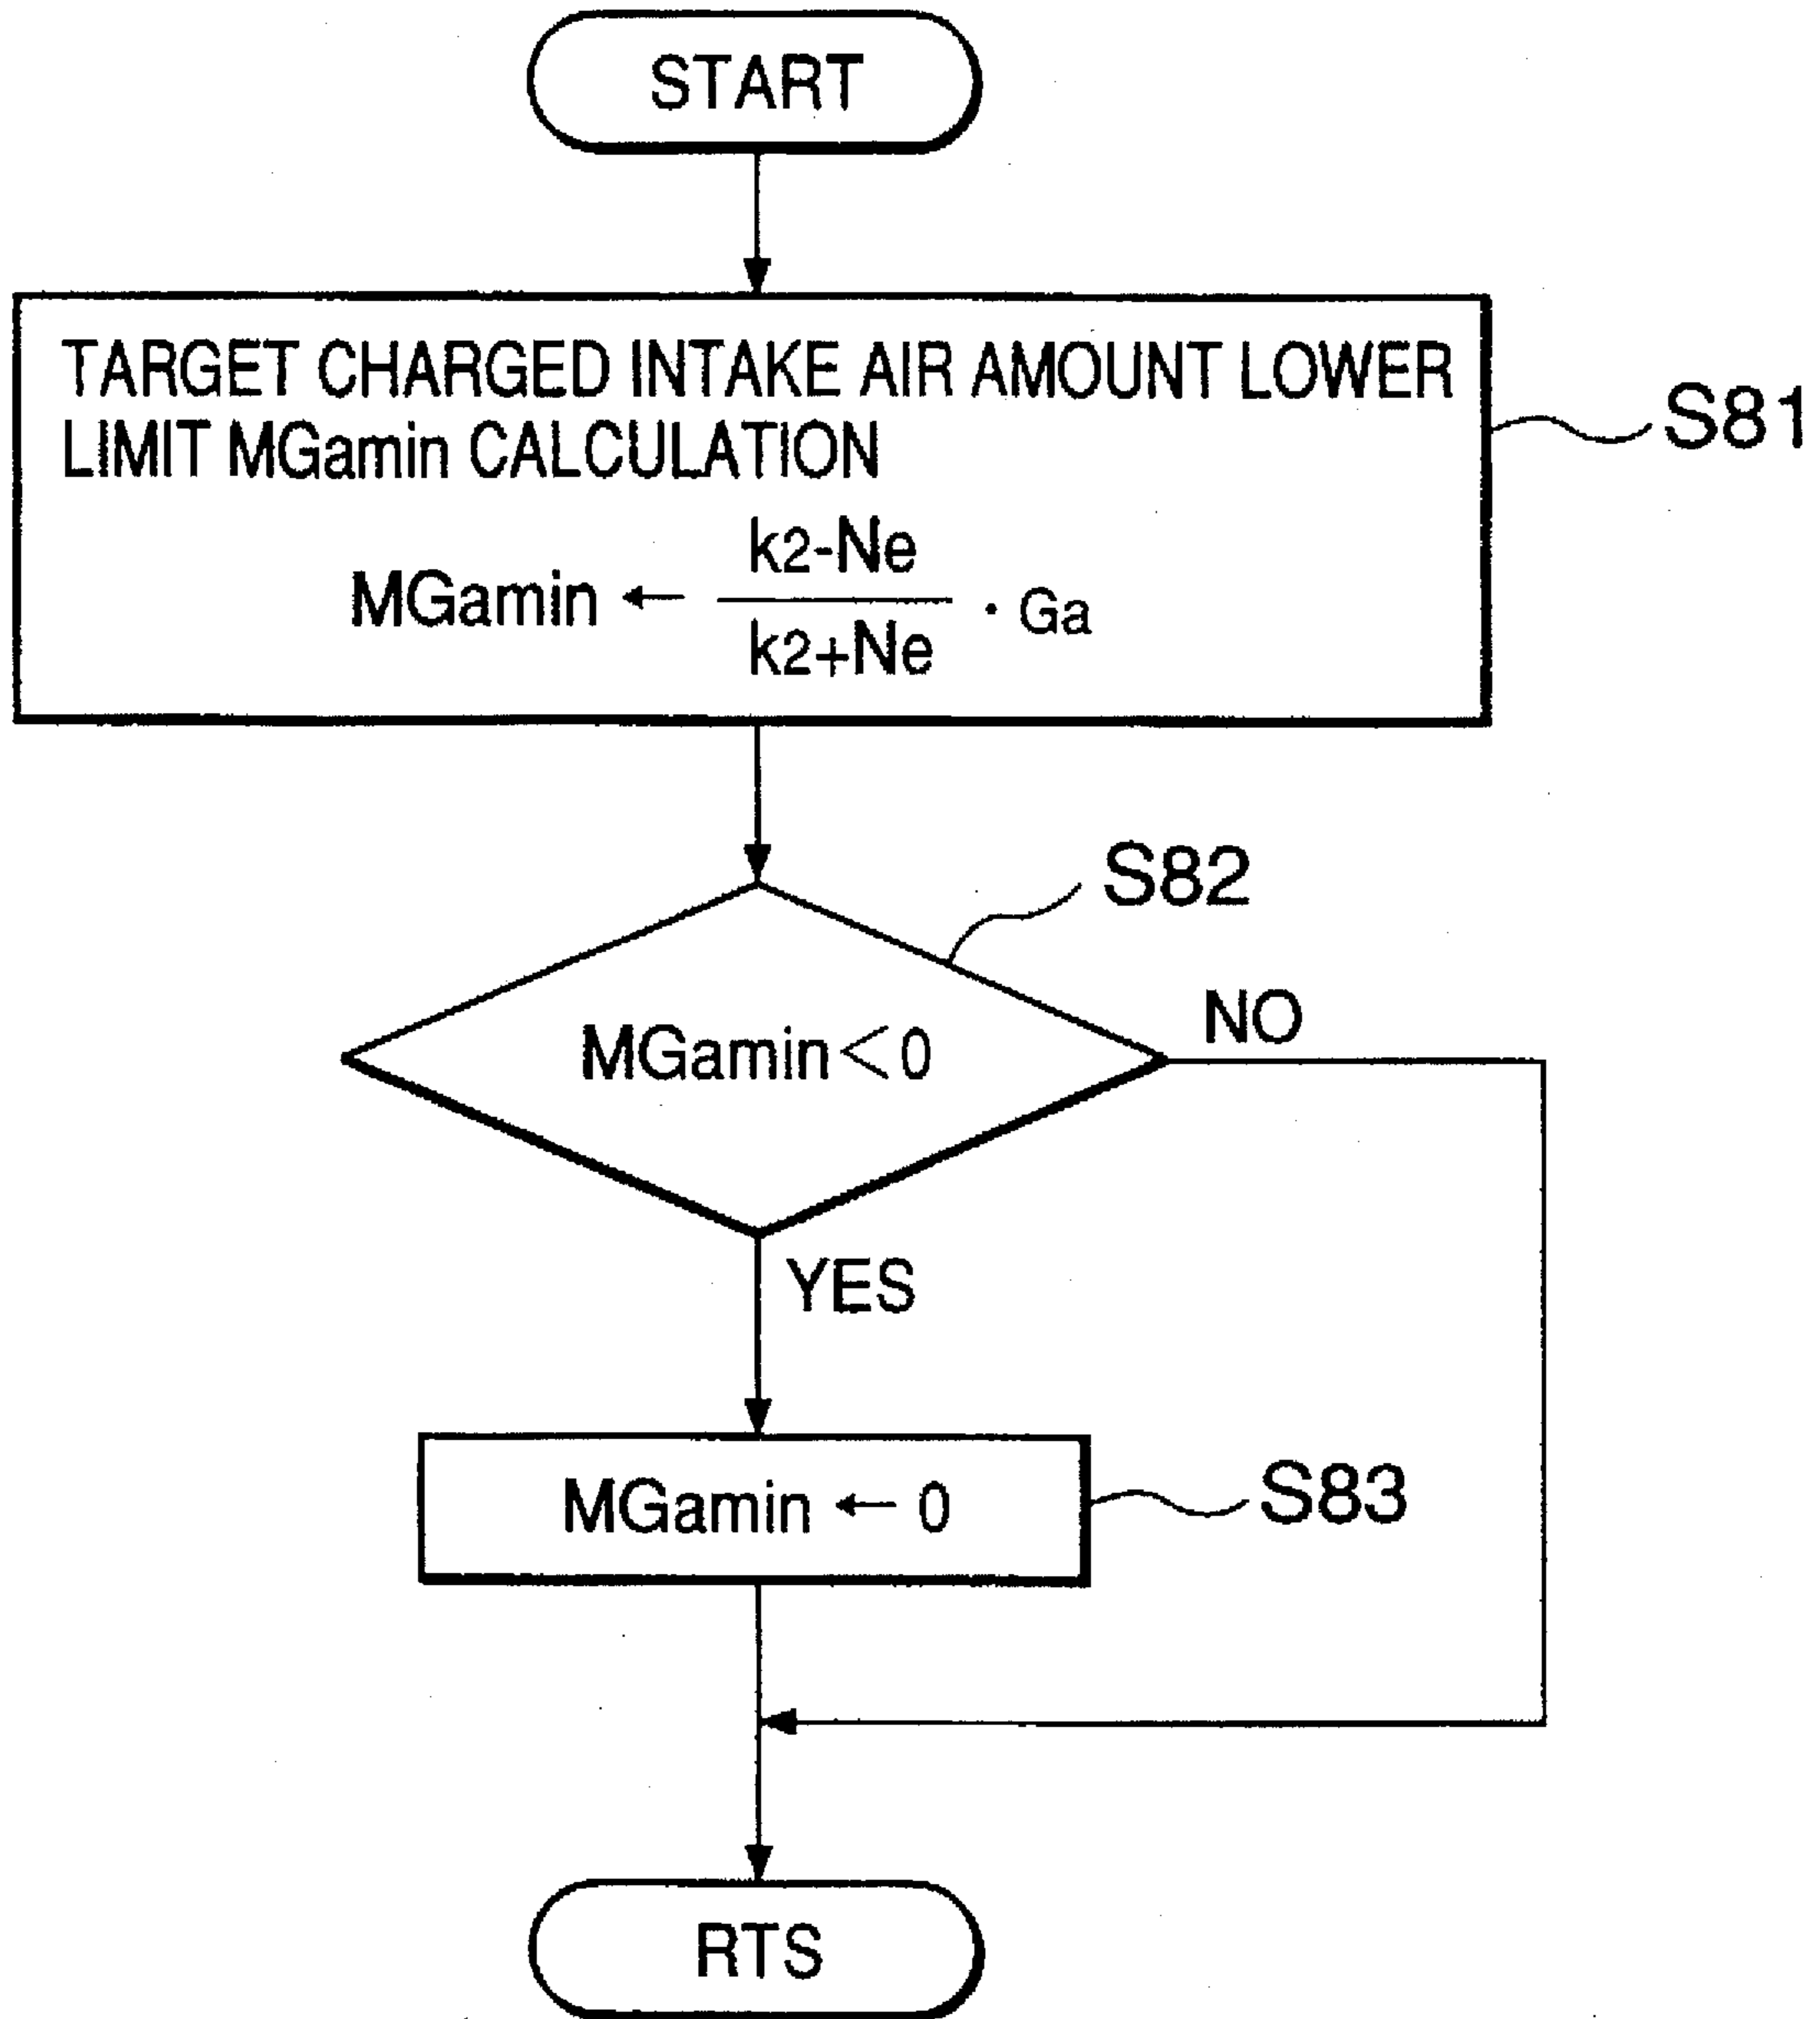 START
TARGET CHARGED INTAKE AIR AMOUNT LOWER
LIMIT MGamin CALCULATION
MGamin ← k2-Ne / k2+Ne · Ga
S81
S82
MGamin<0
NO
YES
MGamin ← 0
S83
RTS